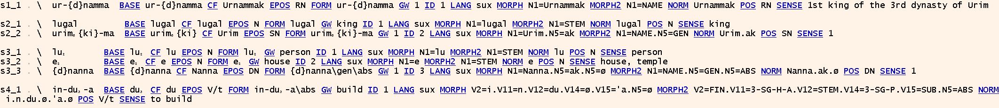 s1_1 . \ ur-{d}namma BASE ur-{d}namma CF Urnammak EPOS RN FORM ur-{d}namma GW 1 ID 1 LANG sux MORPH N1=Urnammak MORPH2 N1=NAME NORM Urnammak POS RN SENSE 1st king of the 3rd dynasty of Urim
s2_1 . \ lugal BASE lugal CF lugal EPOS N FORM lugal GW king ID 1 LANG sux MORPH N1=lugal MORPH2 N1=STEM NORM lugal POS N SENSE king
s2_2 . \ urim₆{ki}-ma BASE urim₆{ki} CF Urim EPOS SN FORM urim₆{ki}-ma GW 1 ID 2 LANG sux MORPH N1=Urim.N5=ak MORPH2 N1=NAME.N5=GEN NORM Urim.ak POS SN SENSE 1
s3_1 . \ lu₂ BASE lu₂ CF lu EPOS N FORM lu₂ GW person ID 1 LANG sux MORPH N1=lu MORPH2 N1=STEM NORM lu POS N SENSE person
s3_2 . \ e₂ BASE e₂ CF e EPOS N FORM e₂ GW house ID 2 LANG sux MORPH N1=e MORPH2 N1=STEM NORM e POS N SENSE house, temple
s3_3 . \ {d}nanna BASE {d}nanna CF Nanna EPOS DN FORM {d}nanna\gen\abs GW 1 ID 3 LANG sux MORPH N1=Nanna.N5=ak.N5=ø MORPH2 N1=NAME.N5=GEN.N5=ABS NORM Nanna.ak.ø POS DN SENSE 1
s4_1 . \ in-du₃-a BASE du₃ CF du EPOS V/t FORM in-du₃-a\abs GW build ID 1 LANG sux MORPH V2=i.V11=n.V12=du.V14=ø.V15='a.N5=ø MORPH2 V2=FIN.V11=3-SG-H-A.V12=STEM.V14=3-SG-P.V15=SUB.N5=ABS NORM
i.n.du.ø.'a.ø POS V/t SENSE to build